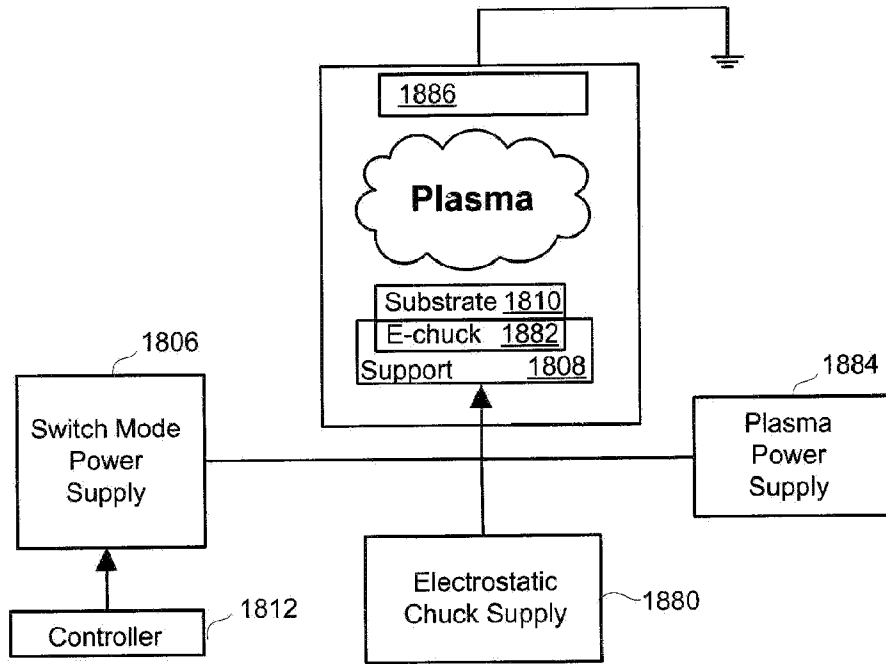 1886
Plasma
Substrate 1810
E-chuck 1882
Support 1808
1806
Switch Mode
Power
Supply
1884
Plasma
Power
Supply
Electrostatic
Chuck Supply
1880
Controller
1812